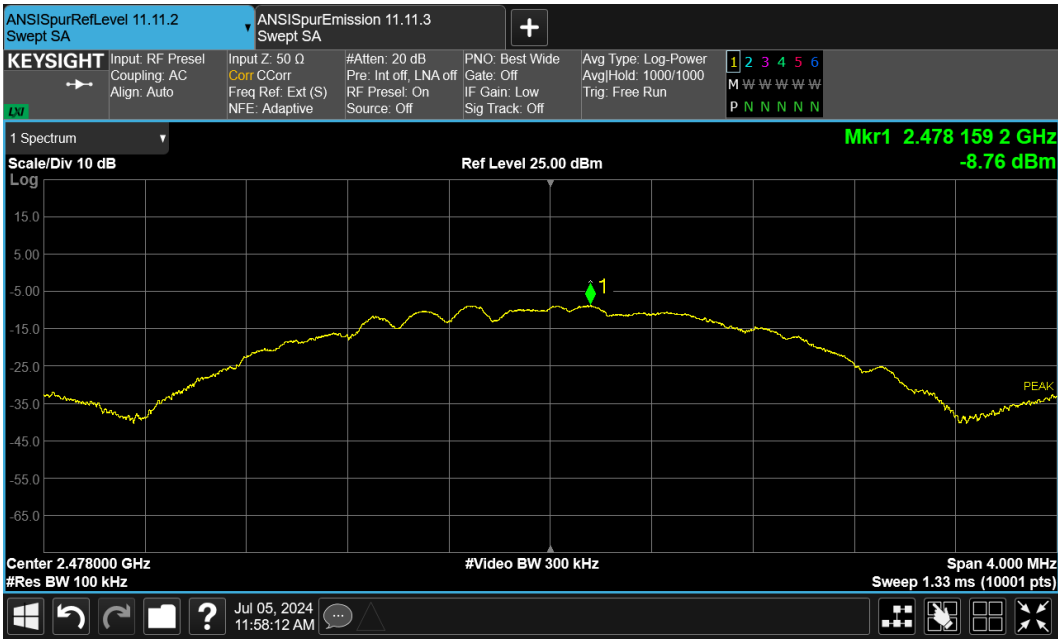 ANSISpurRefLevel 11.11.2
Swept SA
ANSISpurEmission 11.11.3
Swept SA
KEYSIGHT
LXI
Input: RF Presel
Coupling: AC
Align: Auto
Input Z: 50 Ω
Corr CCorr
Freq Ref: Ext (S)
NFE: Adaptive
#Atten: 20 dB
Pre: Int off, LNA off
RF Presel: On
Source: Off
PNO: Best Wide
Gate: Off
IF Gain: Low
Sig Track: Off
Avg Type: Log-Power
Avg|Hold: 1000/1000
Trig: Free Run
1 2 3 4 5 6
M W W W W W
P N N N N N
1 Spectrum
Mkr1 2.478 159 2 GHz
Scale/Div 10 dB
Ref Level 25.00 dBm
-8.76 dBm
Log
15.0
5.00
-5.00
-15.0
-25.0
-35.0
-45.0
-55.0
-65.0
1
PEAK
Center 2.478000 GHz
#Video BW 300 kHz
Span 4.000 MHz
#Res BW 100 kHz
Sweep 1.33 ms (10001 pts)
?
Jul 05, 2024
11:58:12 AM